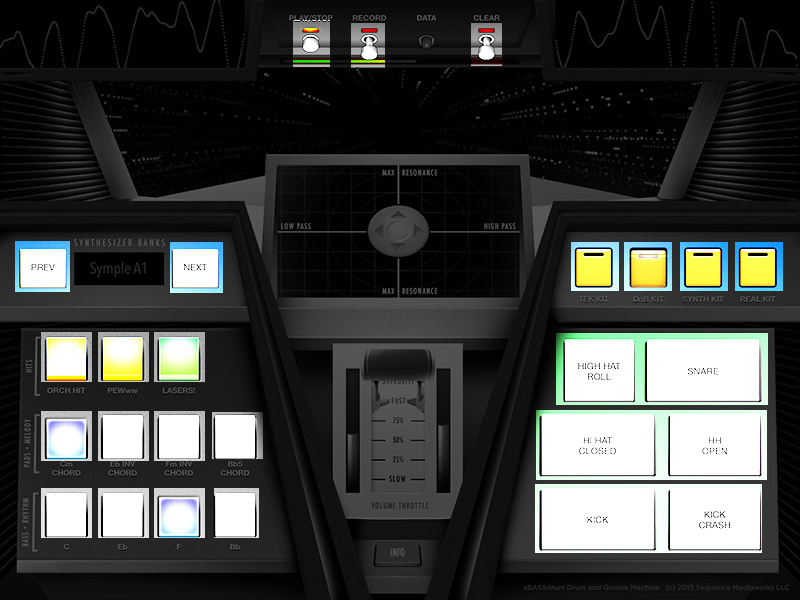 PLAY/STOP
RECORD
DATA
CLEAR
MAX RESONANCE
LOW PASS
HIGH PASS
MAX RESONANCE
SYNTHESIZER BANKS
PREV
Symple A1
NEXT
TEK KIT
DnB KIT
SYNTH KIT
REAL KIT
HITS
ORCH HIT
PEWww
LASERS!
PADS + MELODY
Cm
CHORD
Eb INV
CHORD
Fm INV
CHORD
Bb5
CHORD
BASS + RHYTHM
C
Eb
F
Bb
OVERDRIVE
FAST
75%
50%
25%
SLOW
VOLUME THROTTLE
INFO
HIGH HAT
ROLL
SNARE
HI HAT
CLOSED
HH
OPEN
KICK
KICK
CRASH
sBASSdrum Drum and Groove Machine (c) 2013 Sequence Mediaworks LLC